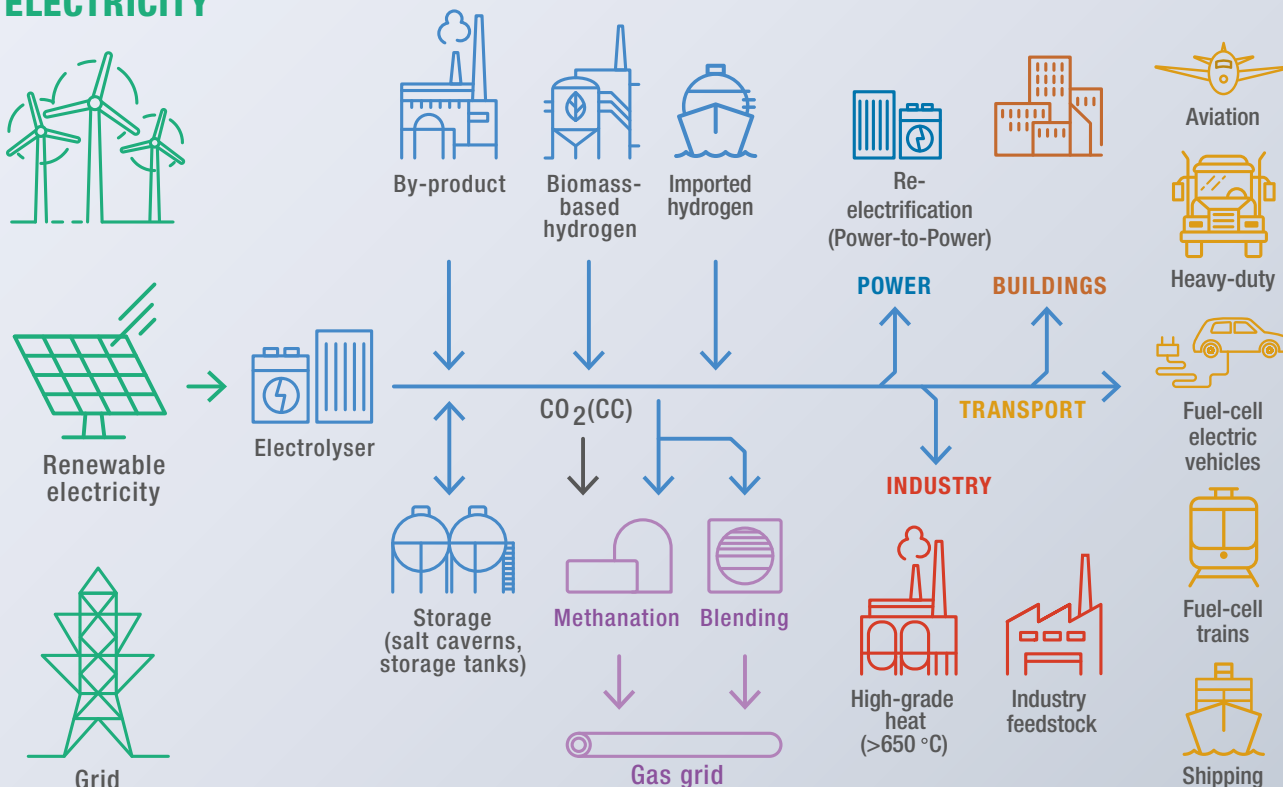 ELECTRICITY
Renewable
electricity
Grid
Electrolyser
By-product
Biomass-
based
hydrogen
Imported
hydrogen
CO2(CC)
Storage
(salt caverns,
storage tanks)
Methanation
Blending
Gas grid
Re-
electrification
(Power-to-Power)
POWER
BUILDINGS
TRANSPORT
INDUSTRY
High-grade
heat
(>650 °C)
Industry
feedstock
Aviation
Heavy-duty
Fuel-cell
electric
vehicles
Fuel-cell
trains
Shipping